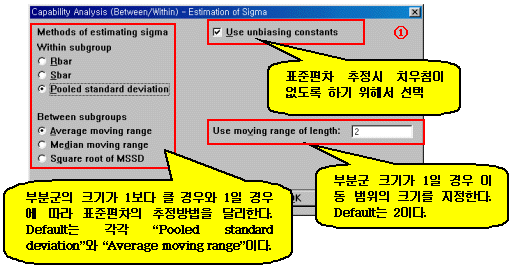 Capability Analysis (Between/Within) - Estimation of Sigma
Methods of estimating sigma
Within subgroup
Rbar
Sbar
Pooled standard deviation
Between subgroups
Average moving range
Median moving range
Square root of MSSD
Use unbiasing constants
①
표준편차 추정시 치우침이
없도록 하기 위해서 선택
Use moving range of length: 2
부분군의 크기가 1보다 클 경우와 1일 경우
에 따라 표준편차의 추정방법을 달리한다.
Default는 각각 “Pooled standard
deviation”와 “Average moving range”이다.
부분군 크기가 1일 경우 이
동 범위의 크기를 지정한다.
Default는 2이다.